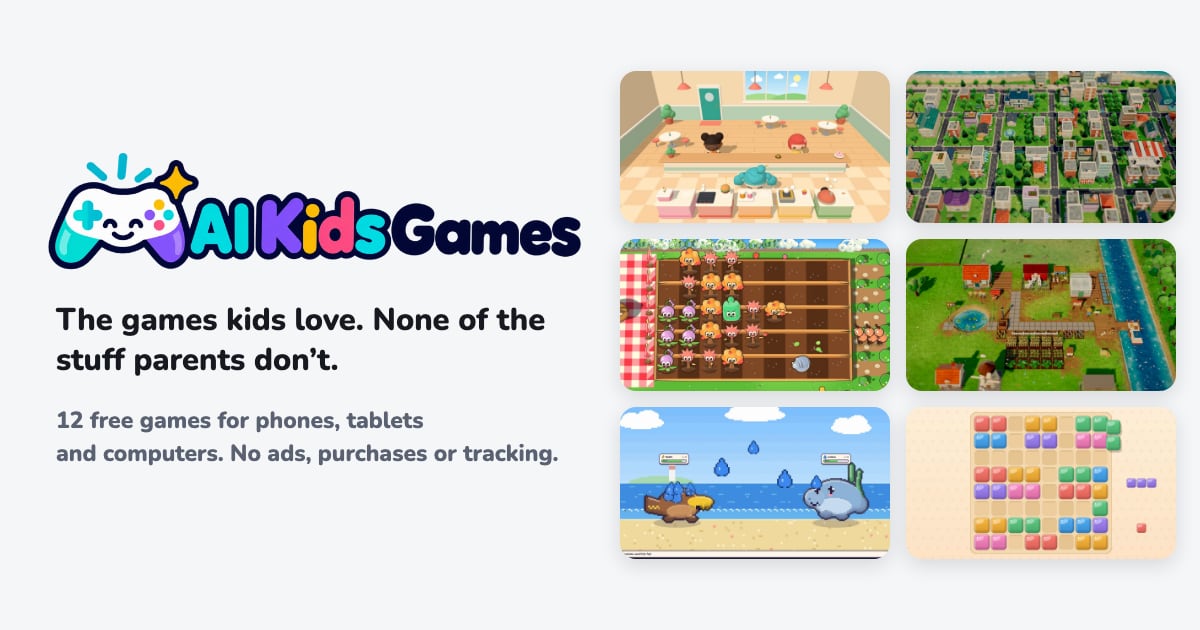 AI Kids Games
The games kids love. None of the
stuff parents don’t.
12 free games for phones, tablets
and computers. No ads, purchases or tracking.